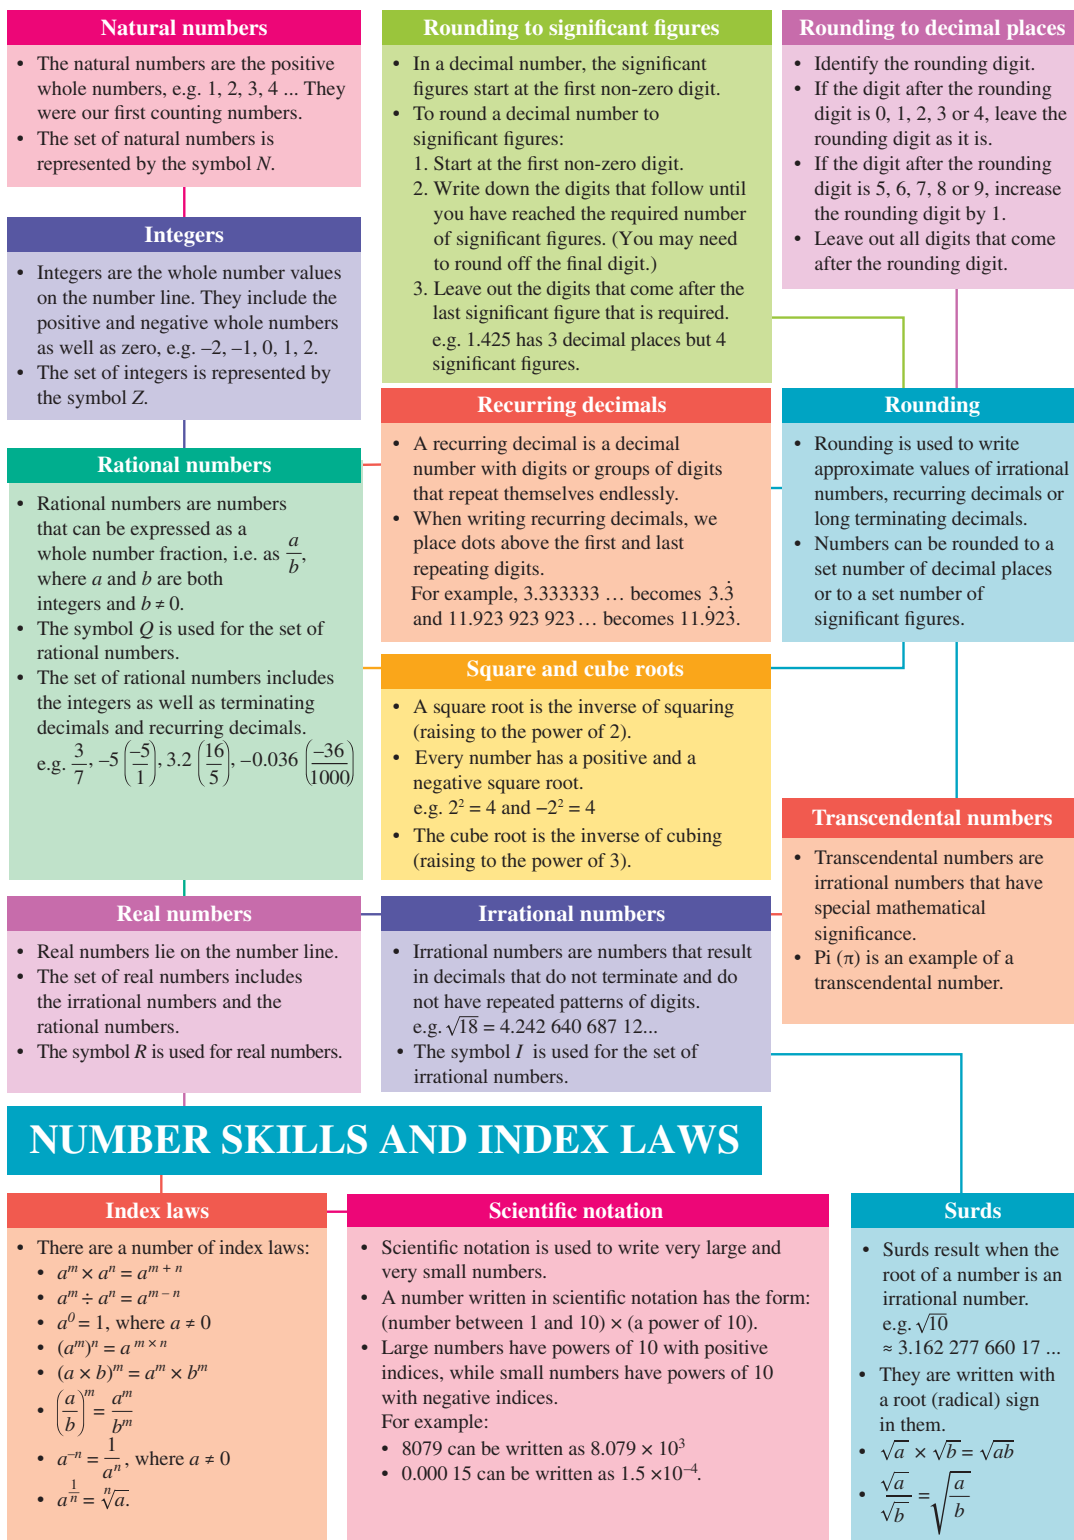 Natural numbers
• The natural numbers are the positive
whole numbers, e.g. 1, 2, 3, 4 ... They
were our first counting numbers.
• The set of natural numbers is
represented by the symbol N.
Integers
• Integers are the whole number values
on the number line. They include the
positive and negative whole numbers
as well as zero, e.g. –2, –1, 0, 1, 2.
• The set of integers is represented by
the symbol Z.
Rational numbers
• Rational numbers are numbers
that can be expressed as a
whole number fraction, i.e. as a/b,
where a and b are both
integers and b ≠ 0.
• The symbol Q is used for the set of
rational numbers.
• The set of rational numbers includes
the integers as well as terminating
decimals and recurring decimals.
e.g. 3/7, −5 (−5/1), 3.2 (16/5), −0.036 (−36/1000)
Real numbers
• Real numbers lie on the number line.
• The set of real numbers includes
the irrational numbers and the
rational numbers.
• The symbol R is used for real numbers.
Rounding to significant figures
• In a decimal number, the significant
figures start at the first non-zero digit.
• To round a decimal number to
significant figures:
1. Start at the first non-zero digit.
2. Write down the digits that follow until
you have reached the required number
of significant figures. (You may need
to round off the final digit.)
3. Leave out the digits that come after the
last significant figure that is required.
e.g. 1.425 has 3 decimal places but 4
significant figures.
Recurring decimals
• A recurring decimal is a decimal
number with digits or groups of digits
that repeat themselves endlessly.
• When writing recurring decimals, we
place dots above the first and last
repeating digits.
For example, 3.333333 … becomes 3.3̇
and 11.923 923 923 … becomes 11.9̇23̇.
Square and cube roots
• A square root is the inverse of squaring
(raising to the power of 2).
• Every number has a positive and a
negative square root.
e.g. 2² = 4 and −2² = 4
• The cube root is the inverse of cubing
(raising to the power of 3).
Irrational numbers
• Irrational numbers are numbers that result
in decimals that do not terminate and do
not have repeated patterns of digits.
e.g. √18 = 4.242 640 687 12...
• The symbol I is used for the set of
irrational numbers.
Rounding to decimal places
• Identify the rounding digit.
• If the digit after the rounding
digit is 0, 1, 2, 3 or 4, leave the
rounding digit as it is.
• If the digit after the rounding
digit is 5, 6, 7, 8 or 9, increase
the rounding digit by 1.
• Leave out all digits that come
after the rounding digit.
Rounding
• Rounding is used to write
approximate values of irrational
numbers, recurring decimals or
long terminating decimals.
• Numbers can be rounded to a
set number of decimal places
or to a set number of
significant figures.
Transcendental numbers
• Transcendental numbers are
irrational numbers that have
special mathematical
significance.
• Pi (π) is an example of a
transcendental number.
NUMBER SKILLS AND INDEX LAWS
Index laws
• There are a number of index laws:
• aᵐ × aⁿ = aᵐ ⁺ ⁿ
• aᵐ ÷ aⁿ = aᵐ ⁻ ⁿ
• a⁰ = 1, where a ≠ 0
• (aᵐ)ⁿ = a^(m × n)
• (a × b)ᵐ = aᵐ × bᵐ
• (a/b)ᵐ = aᵐ/bᵐ
• a⁻ⁿ = 1/aⁿ, where a ≠ 0
• a^(1/n) = ⁿ√a.
Scientific notation
• Scientific notation is used to write very large and
very small numbers.
• A number written in scientific notation has the form:
(number between 1 and 10) × (a power of 10).
• Large numbers have powers of 10 with positive
indices, while small numbers have powers of 10
with negative indices.
For example:
• 8079 can be written as 8.079 × 10³
• 0.000 15 can be written as 1.5 ×10⁻⁴.
Surds
• Surds result when the
root of a number is an
irrational number.
e.g. √10
≈ 3.162 277 660 17 ...
• They are written with
a root (radical) sign
in them.
• √a × √b = √ab
• √a/√b = √(a/b)